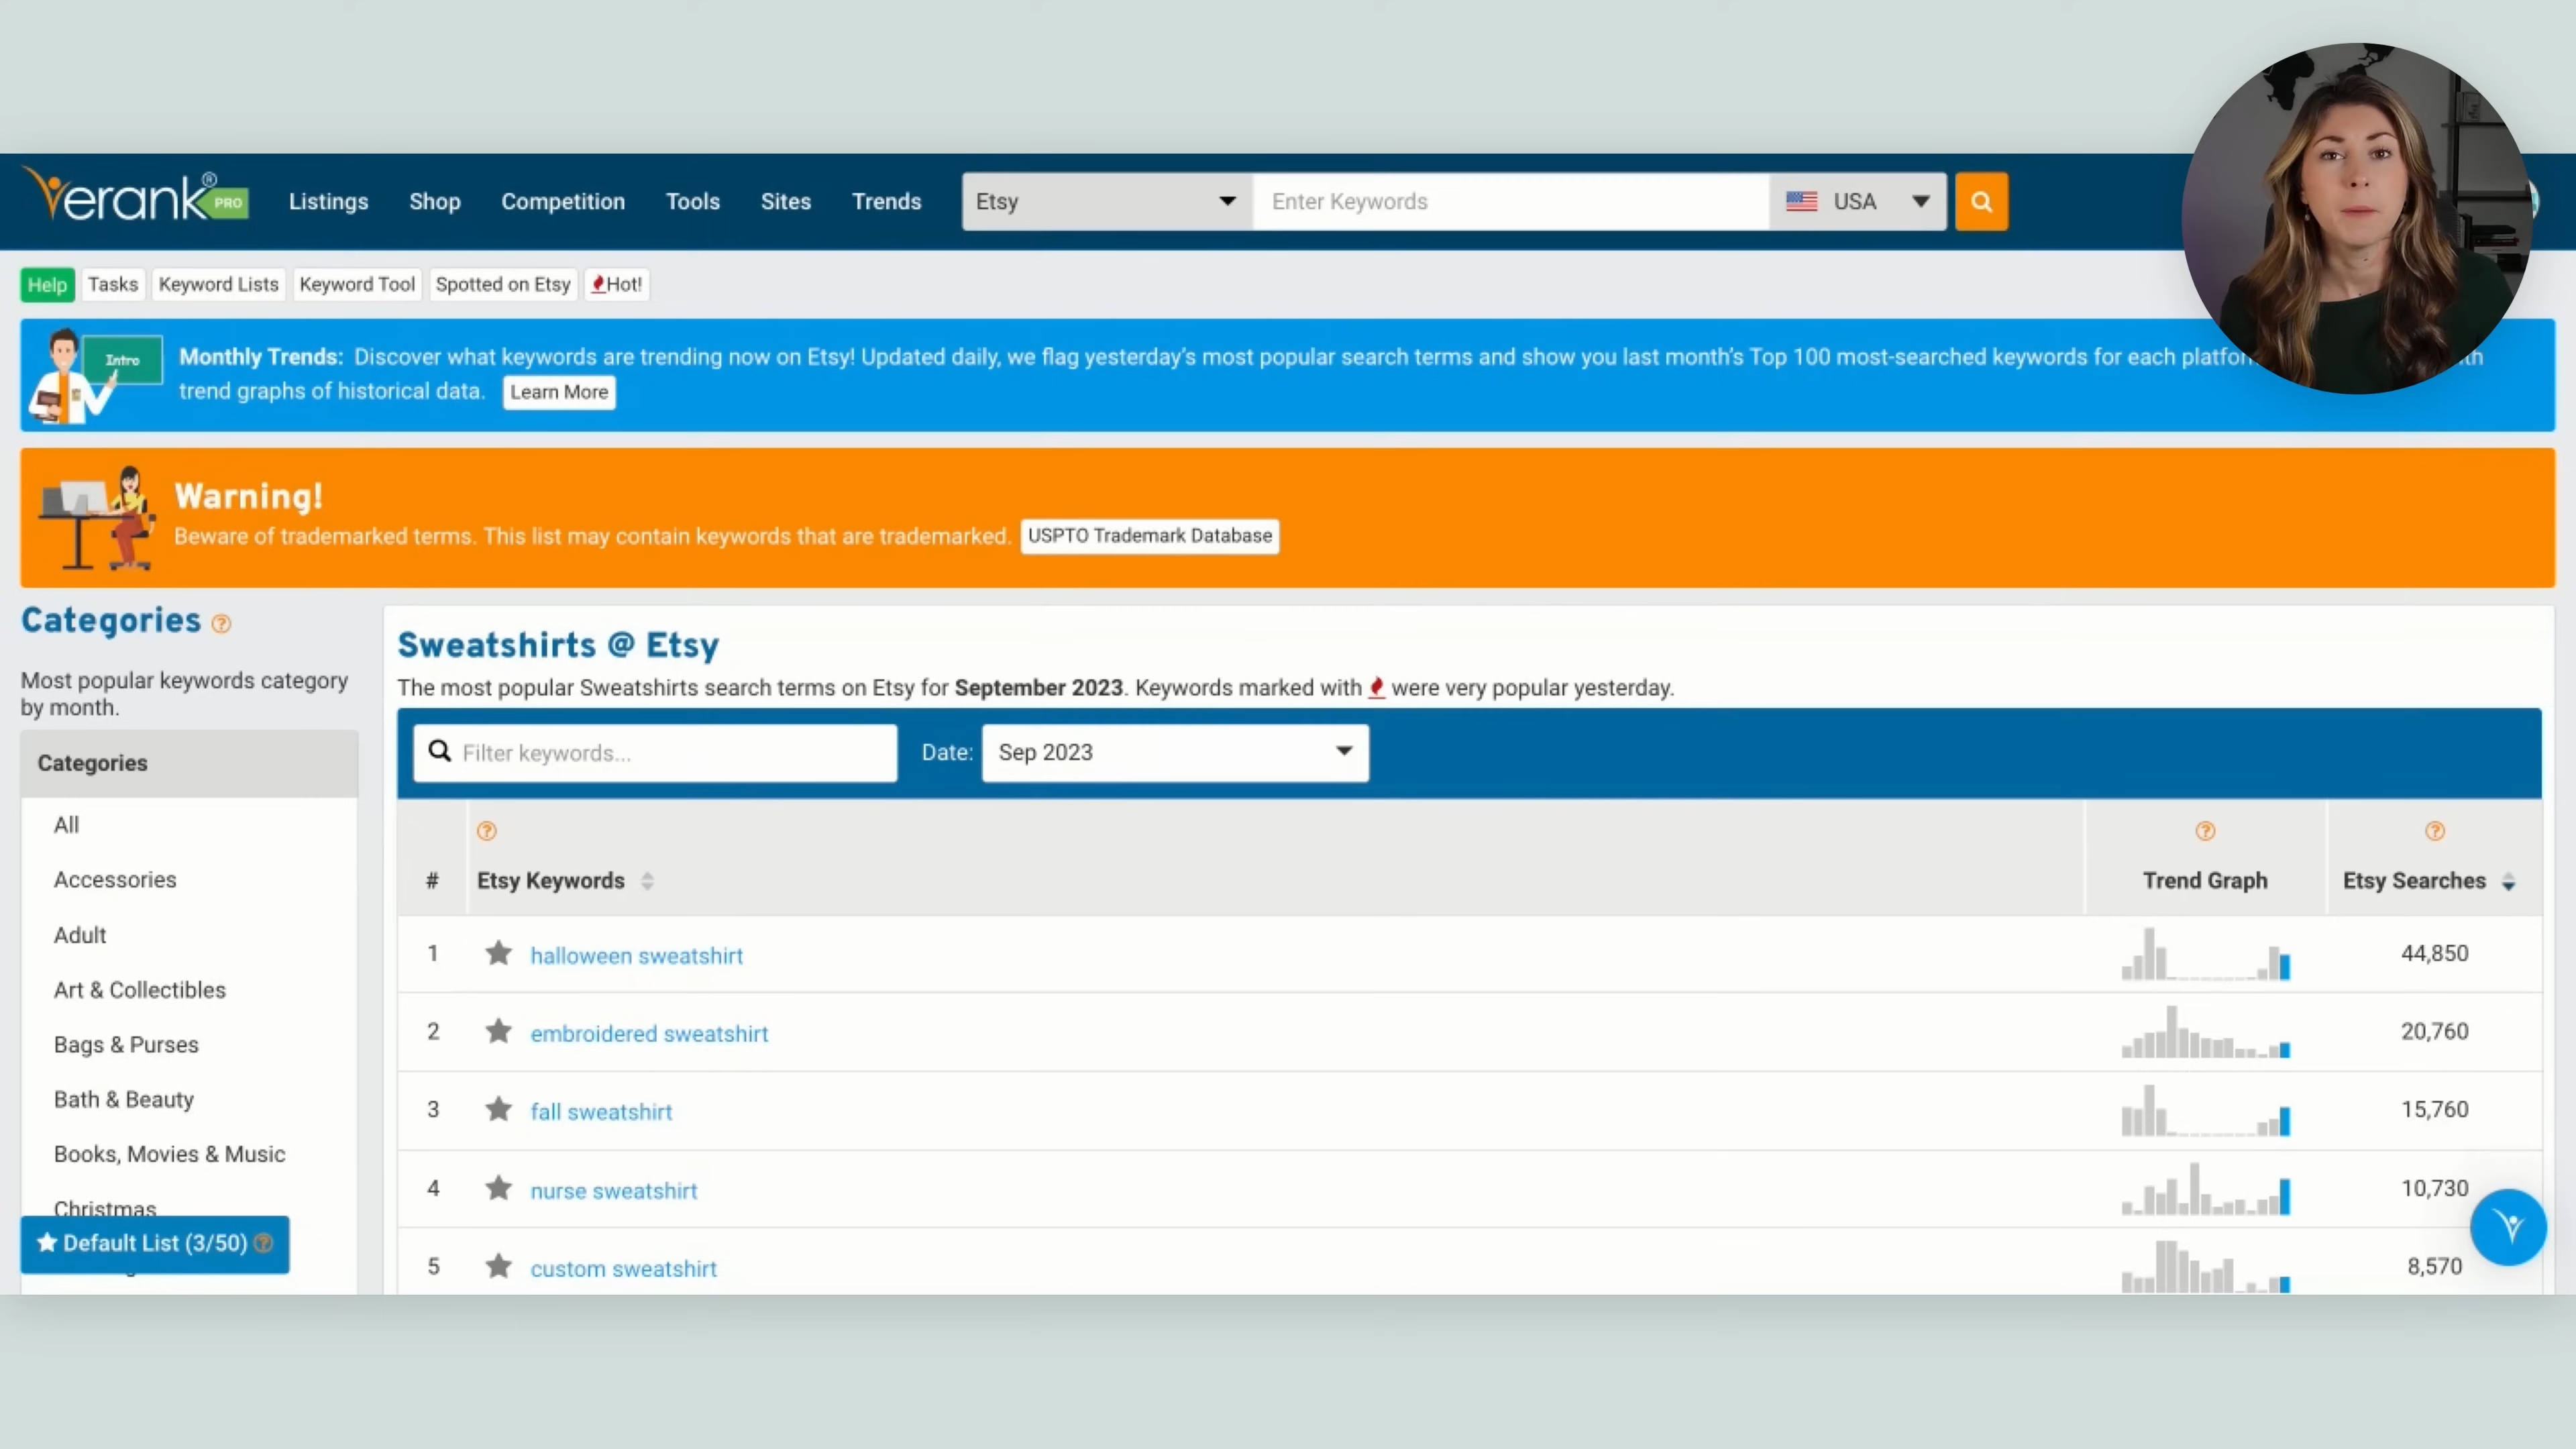 erank® PRO
Listings Shop Competition Tools Sites Trends Etsy Enter Keywords USA
Help Tasks Keyword Lists Keyword Tool Spotted on Etsy Hot!
Intro
Monthly Trends: Discover what keywords are trending now on Etsy! Updated daily, we flag yesterday's most popular search terms and show you last month's Top 100 most-searched keywords for each
trend graphs of historical data. Learn More
Warning!
Beware of trademarked terms. This list may contain keywords that are trademarked. USPTO Trademark Database
Categories ?
Most popular keywords category
by month.
Categories
All
Accessories
Adult
Art & Collectibles
Bags & Purses
Bath & Beauty
Books, Movies & Music
Christmas
Default List (3/50) ?
Sweatshirts @ Etsy
The most popular Sweatshirts search terms on Etsy for September 2023. Keywords marked with were very popular yesterday.
Filter keywords... Date: Sep 2023
? ? ?
# Etsy Keywords Trend Graph Etsy Searches
1 halloween sweatshirt 44,850
2 embroidered sweatshirt 20,760
3 fall sweatshirt 15,760
4 nurse sweatshirt 10,730
5 custom sweatshirt 8,570